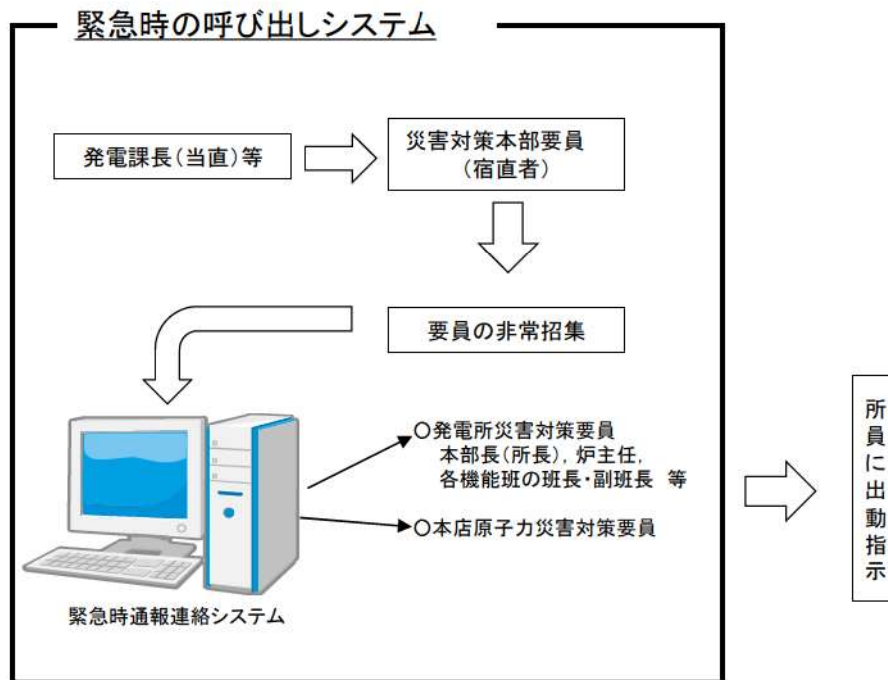 緊急時の呼び出しシステム
発電課長（当直）等
災害対策本部要員
（宿直者）
要員の非常招集
○発電所災害対策要員
本部長（所長），炉主任，
各機能班の班長・副班長 等
○本店原子力災害対策要員
緊急時通報連絡システム
所員に出動指示